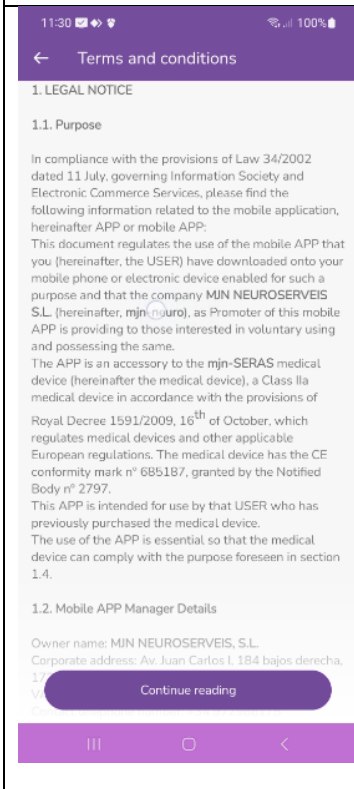 11:30 100%
Terms and conditions
1. LEGAL NOTICE
1.1. Purpose
In compliance with the provisions of Law 34/2002
dated 11 July, governing Information Society and
Electronic Commerce Services, please find the
following information related to the mobile application,
hereinafter APP or mobile APP:
This document regulates the use of the mobile APP that
you (hereinafter, the USER) have downloaded onto your
mobile phone or electronic device enabled for such a
purpose and that the company MJN NEUROSERVEIS
S.L. (hereinafter, mjn-neuro), as Promoter of this mobile
APP is providing to those interested in voluntary using
and possessing the same.
The APP is an accessory to the mjn-SERAS medical
device (hereinafter the medical device), a Class IIa
medical device in accordance with the provisions of
Royal Decree 1591/2009, 16th of October, which
regulates medical devices and other applicable
European regulations. The medical device has the CE
conformity mark nº 685187, granted by the Notified
Body nº 2797.
This APP is intended for use by that USER who has
previously purchased the medical device.
The use of the APP is essential so that the medical
device can comply with the purpose foreseen in section
1.4.
1.2. Mobile APP Manager Details
Owner name: MJN NEUROSERVEIS, S.L.
Corporate address: Av. Juan Carlos I, 184 bajos derecha,
Continue reading